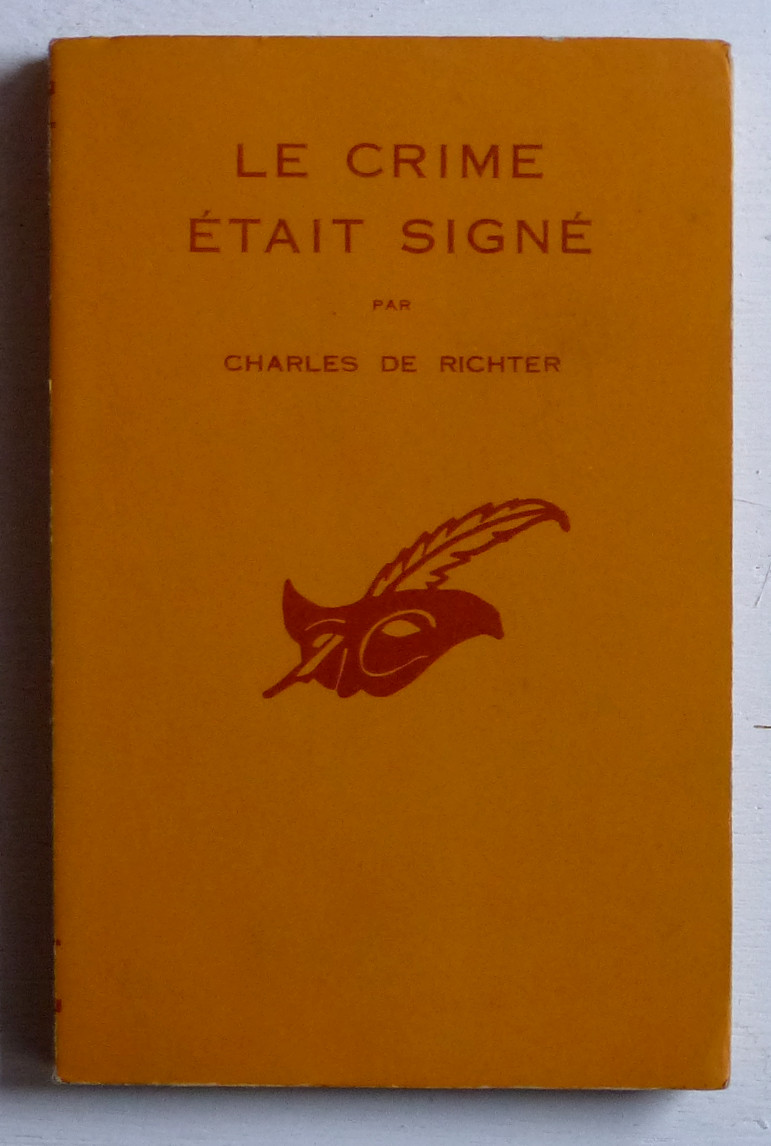 LE CRIME
ÉTAIT SIGNÉ
PAR
CHARLES DE RICHTER